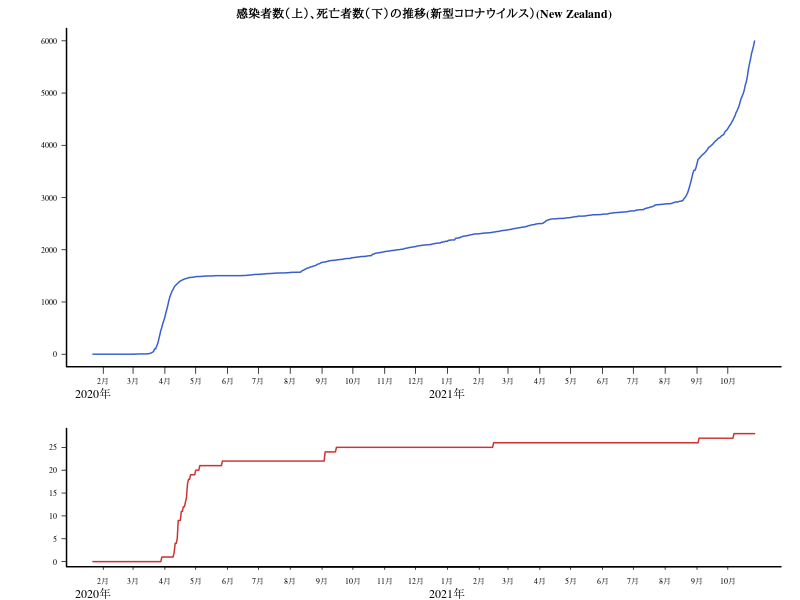 感染者数（上）、死亡者数（下）の推移(新型コロナウイルス）(New Zealand)
6000
5000
4000
3000
2000
1000
0
2月 3月 4月 5月 6月 7月 8月 9月 10月 11月 12月 1月 2月 3月 4月 5月 6月 7月 8月 9月 10月
2020年 2021年
25
20
15
10
5
0
2月 3月 4月 5月 6月 7月 8月 9月 10月 11月 12月 1月 2月 3月 4月 5月 6月 7月 8月 9月 10月
2020年 2021年